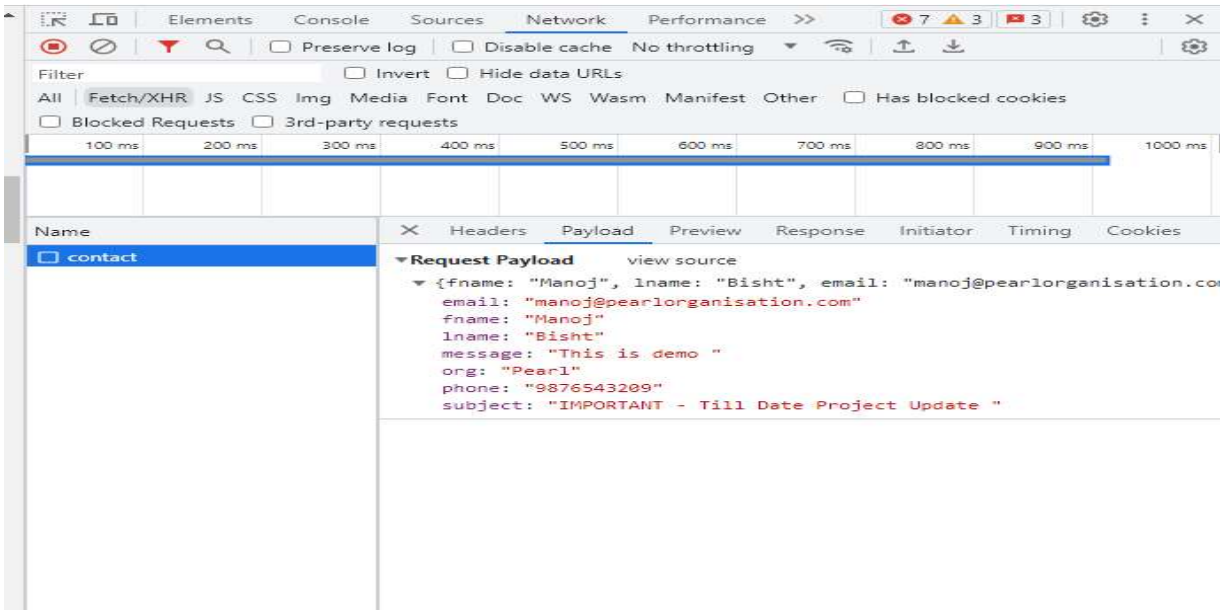 Elements Console Sources Network Performance >> 7 3 3
Preserve log Disable cache No throttling
Filter Invert Hide data URLs
All Fetch/XHR JS CSS Img Media Font Doc WS Wasm Manifest Other Has blocked cookies
Blocked Requests 3rd-party requests
100 ms 200 ms 300 ms 400 ms 500 ms 600 ms 700 ms 800 ms 900 ms 1000 ms
Name Headers Payload Preview Response Initiator Timing Cookies
contact
Request Payload view source
{fname: "Manoj", lname: "Bisht", email: "manoj@pearlorganisation.co
email: "manoj@pearlorganisation.com"
fname: "Manoj"
lname: "Bisht"
message: "This is demo "
org: "Pearl"
phone: "9876543209"
subject: "IMPORTANT - Till Date Project Update "